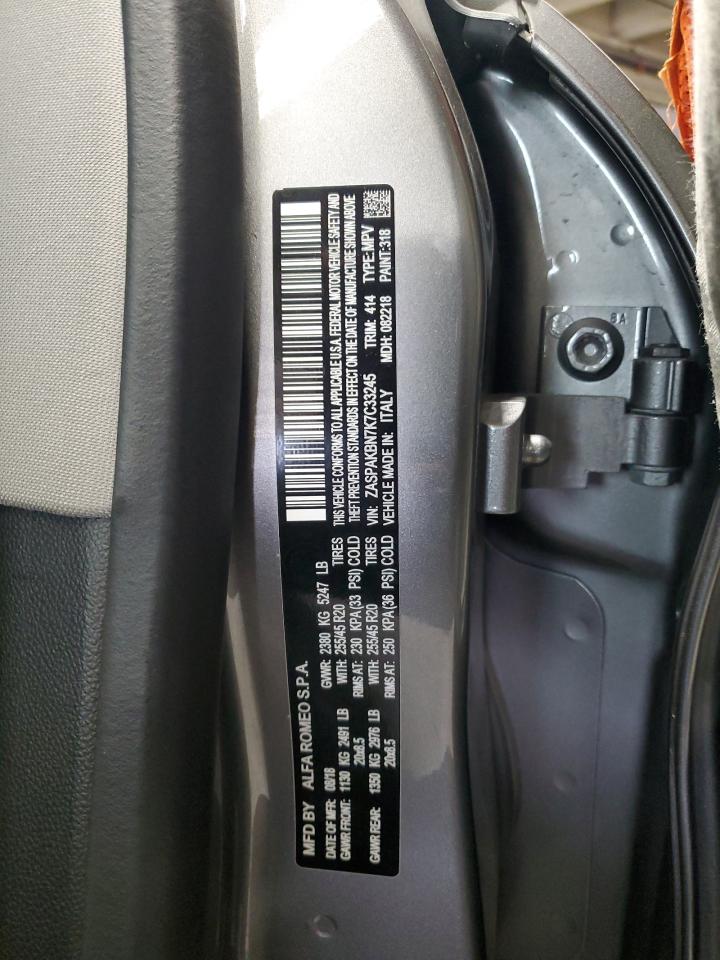 MFD BY ALFA ROMEO S.P.A.
DATE OF MFR: 08/18 GVWR: 2380 KG 5247 LB
GAWR FRONT: 1130 KG 2491 LB WITH: 255/45 R20 TIRES
20x8.5 RIMS AT: 230 KPA(33 PSI) COLD
GAWR REAR: 1350 KG 2976 LB WITH: 255/45 R20 TIRES
20x8.5 RIMS AT: 250 KPA(36 PSI) COLD
THIS VEHICLE CONFORMS TO ALL APPLICABLE U.S.A. FEDERAL MOTOR VEHICLE SAFETY AND
THEFT PREVENTION STANDARDS IN EFFECT ON THE DATE OF MANUFACTURE SHOWN ABOVE
VIN: ZASPAKBN7K7C33245 TRIM: 414 TYPE:MPV
VEHICLE MADE IN: ITALY MDH: 082218 PAINT:318
8A